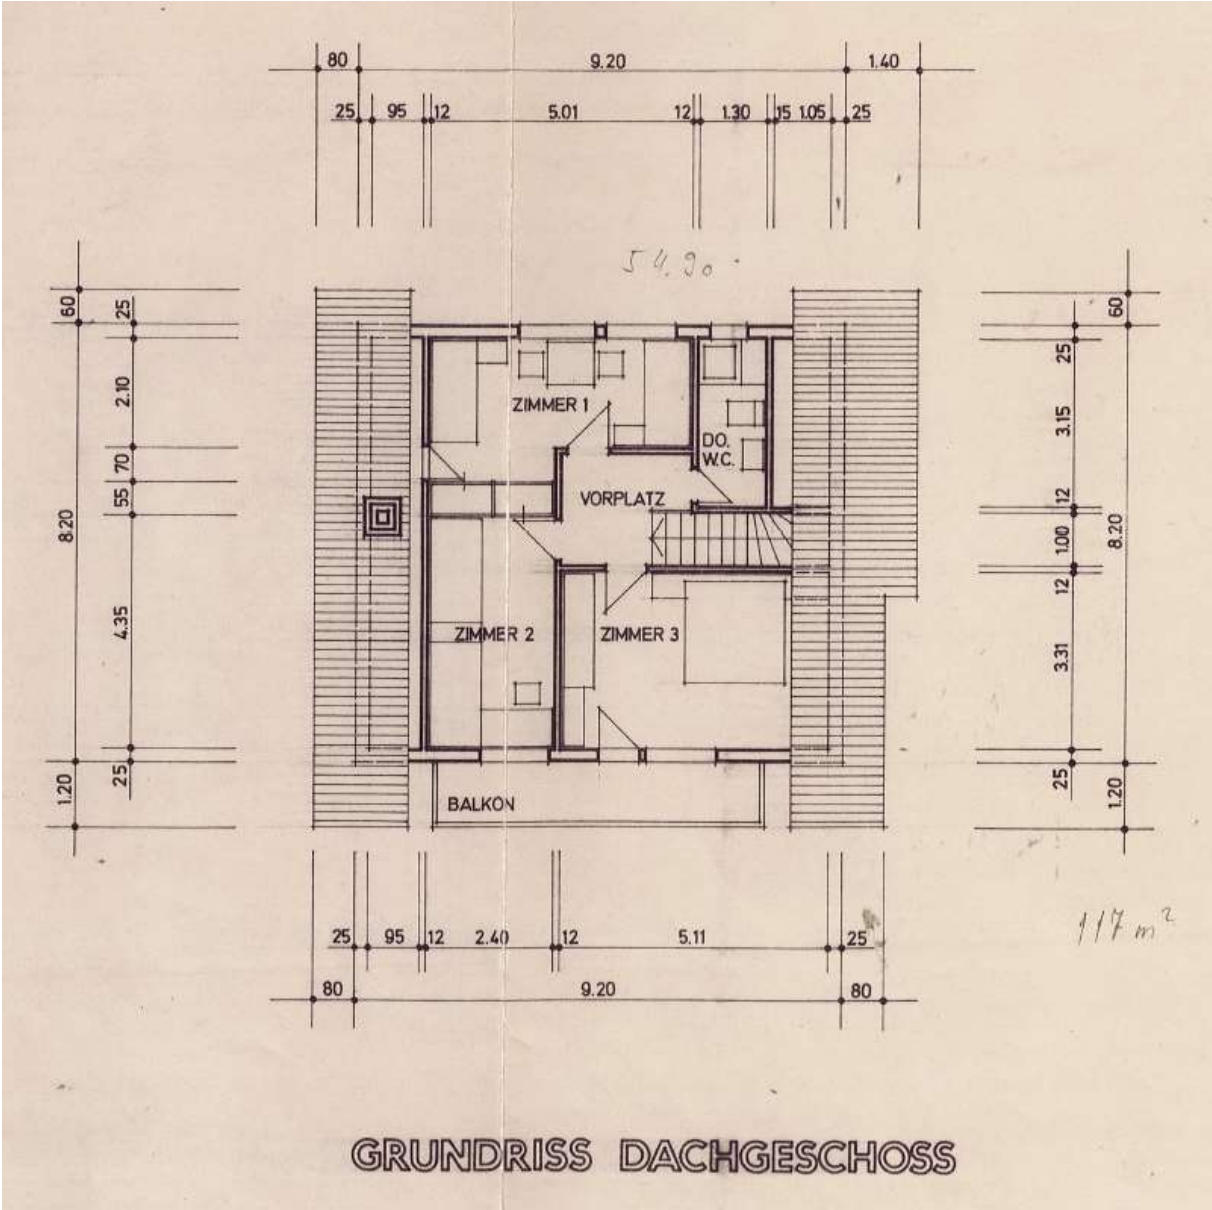 80 9.20 1.40
25 95 12 5.01 12 1.30 15 1.05 25
54.90
60 25
60
25
2.10
3.15
ZIMMER 1
DO.
W.C.
70
55
VORPLATZ
12
8.20
1.00
8.20
12
4.35
ZIMMER 2 ZIMMER 3
3.31
25
25
1.20
1.20
BALKON
117 m²
25 95 12 2.40 12 5.11 25
80 9.20 80
GRUNDRISS DACHGESCHOSS